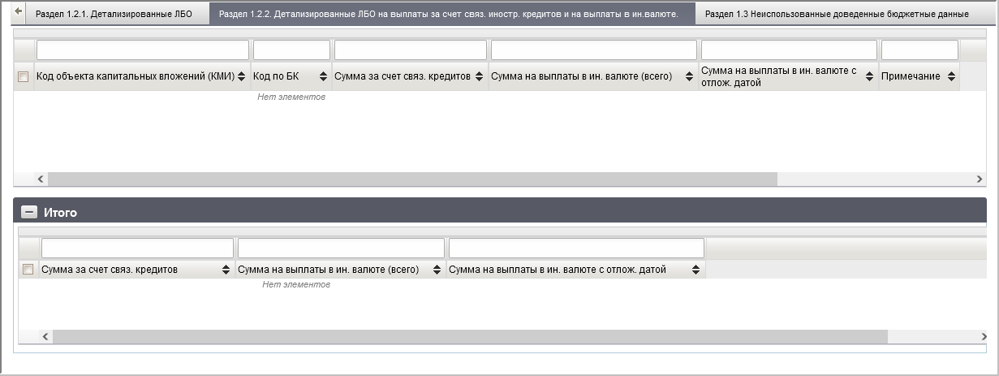 Раздел 1.2.1. Детализированные ЛБО
Раздел 1.2.2. Детализированные ЛБО на выплаты за счет связ. иностр. кредитов и на выплаты в ин.валюте.
Раздел 1.3 Неиспользованные доведенные бюджетные данные
Код объекта капитальных вложений (КМИ)
Код по БК
Сумма за счет связ. кредитов
Сумма на выплаты в ин. валюте (всего)
Сумма на выплаты в ин. валюте с
отлож. датой
Примечание
Нет элементов
Итого
Сумма за счет связ. кредитов
Сумма на выплаты в ин. валюте (всего)
Сумма на выплаты в ин. валюте с отлож. датой
Нет элементов